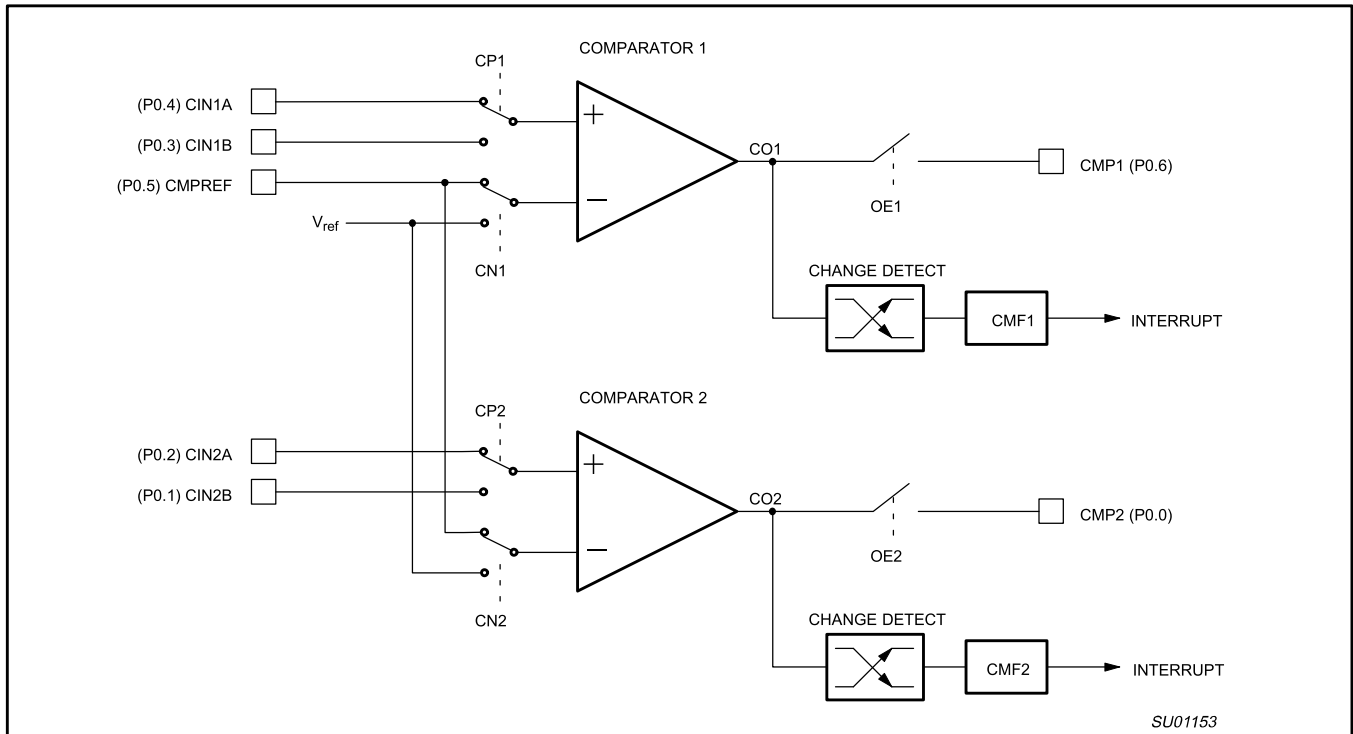 COMPARATOR 1
CP1
(P0.4) CIN1A
+
(P0.3) CIN1B
CO1
CMP1 (P0.6)
(P0.5) CMPREF
−
OE1
Vref
CN1
CHANGE DETECT
CMF1
INTERRUPT
COMPARATOR 2
CP2
(P0.2) CIN2A
+
(P0.1) CIN2B
CO2
CMP2 (P0.0)
−
OE2
CN2
CHANGE DETECT
CMF2
INTERRUPT
SU01153